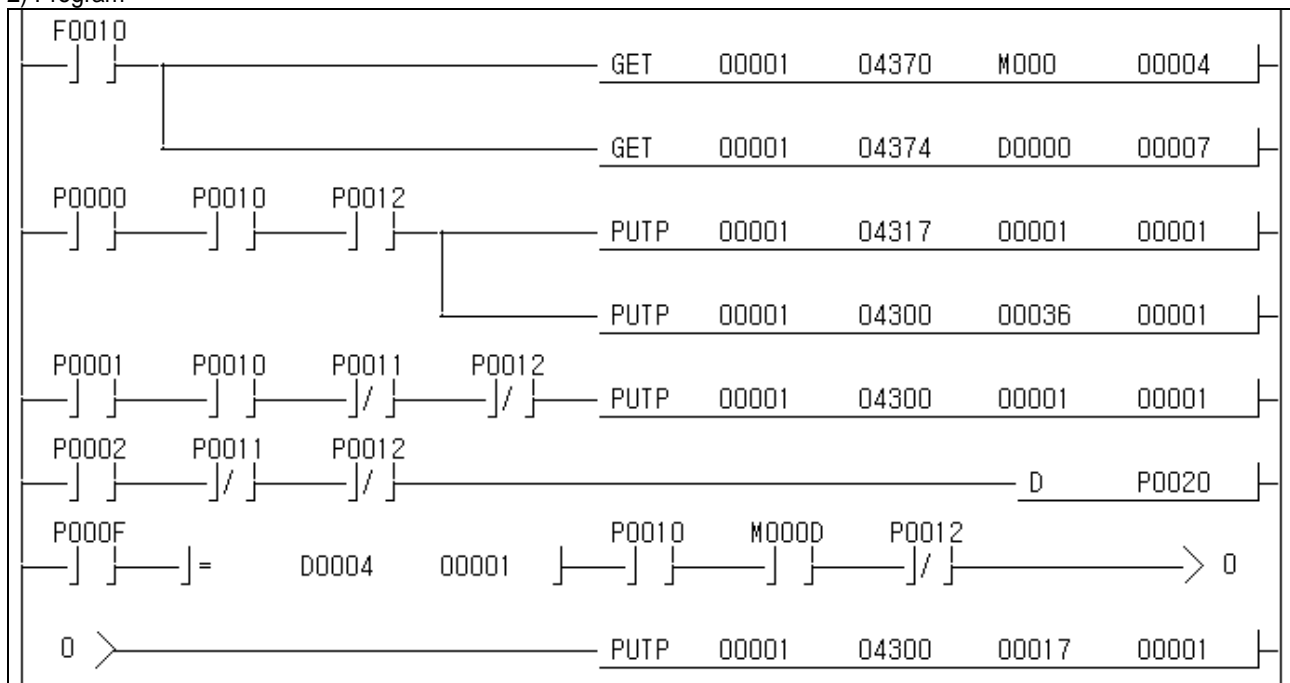 2) Program
F0010
GET 00001 04370 M000 00004
GET 00001 04374 D0000 00007
P0000 P0010 P0012
PUTP 00001 04317 00001 00001
PUTP 00001 04300 00036 00001
P0001 P0010 P0011 P0012
PUTP 00001 04300 00001 00001
P0002 P0011 P0012
D P0020
P000F P0010 M000D P0012
= D0004 00001 0
0 PUTP 00001 04300 00017 00001